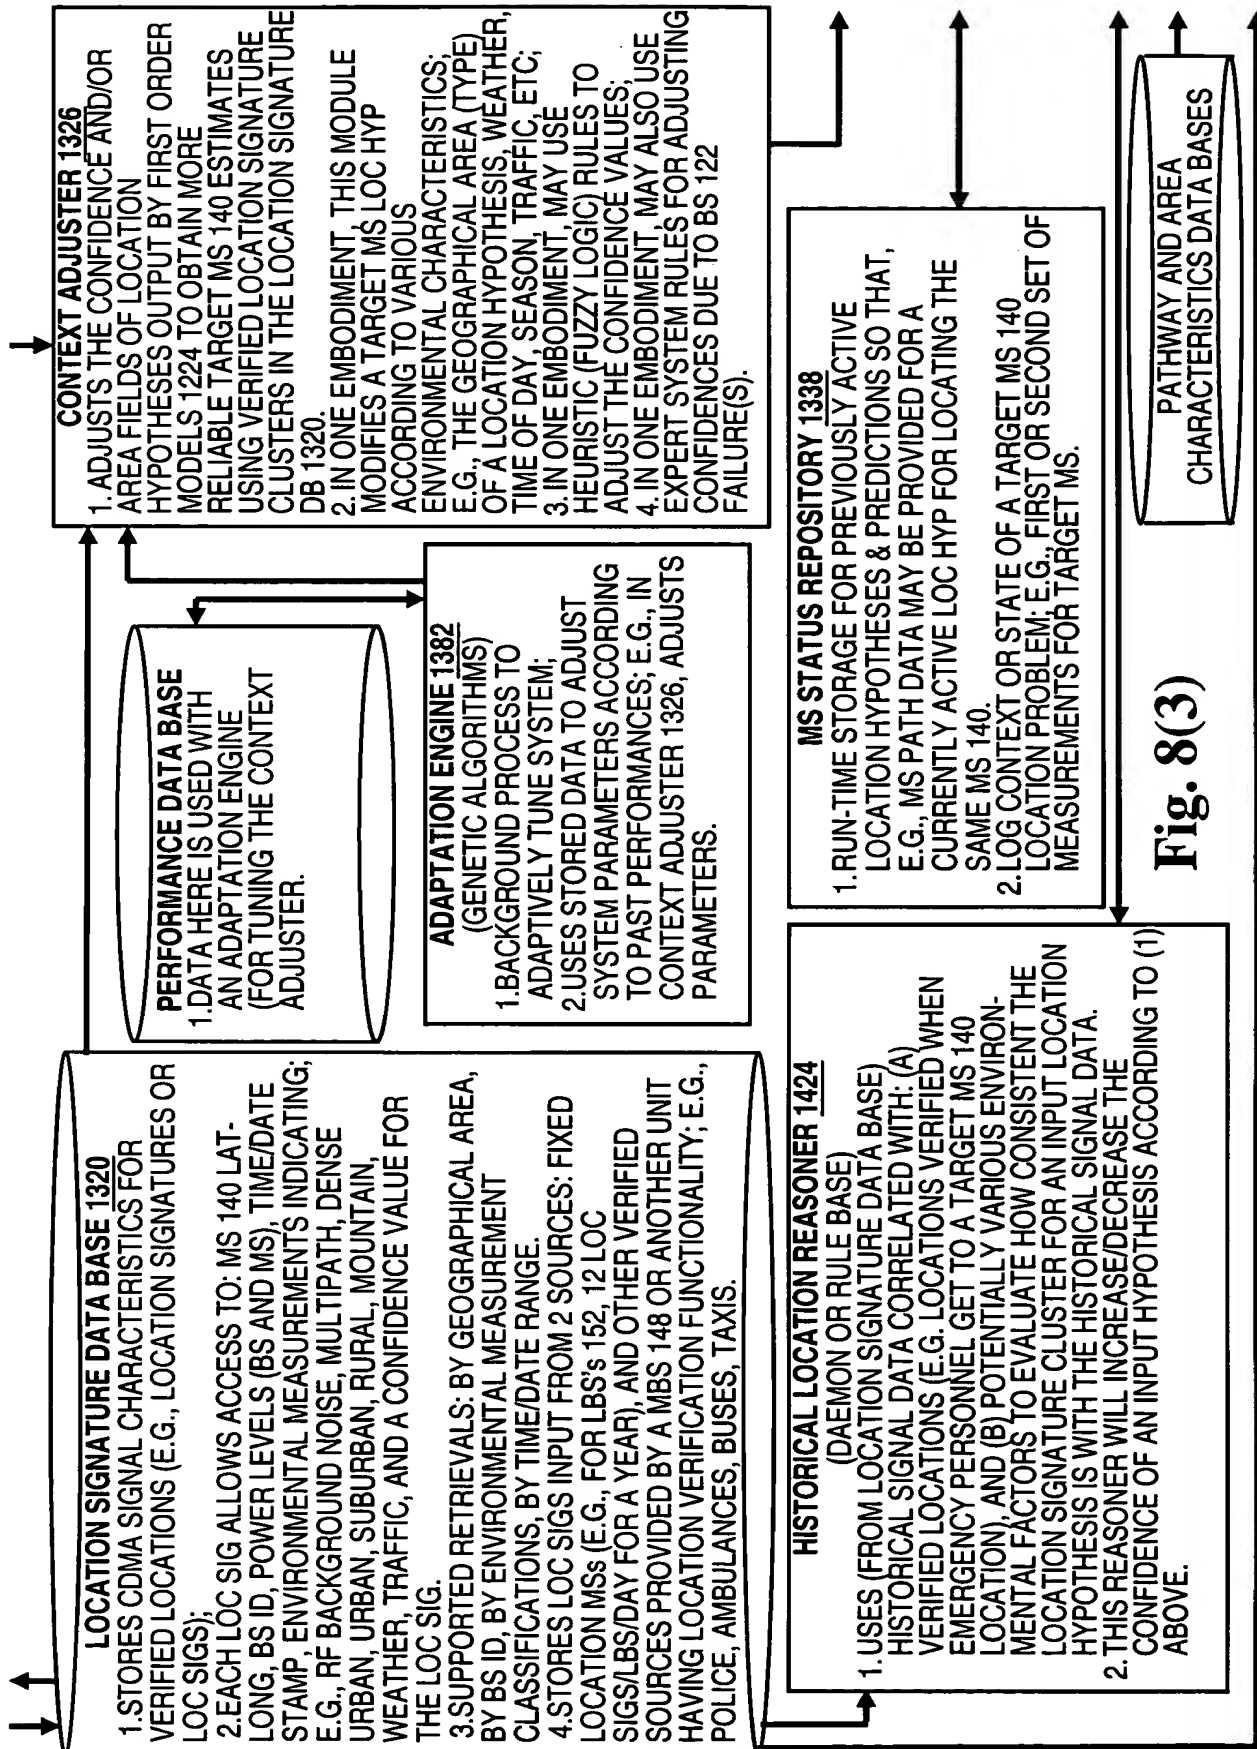 LOCATION SIGNATURE DATA BASE 1320
1.STORES CDMA SIGNAL CHARACTERISTICS FOR
VERIFIED LOCATIONS (E.G., LOCATION SIGNATURES OR
LOC SIGS);
2.EACH LOC SIG ALLOWS ACCESS TO: MS 140 LAT-
LONG, BS ID, POWER LEVELS (BS AND MS), TIME/DATE
STAMP, ENVIRONMENTAL MEASUREMENTS INDICATING;
E.G., RF BACKGROUND NOISE, MULTIPATH, DENSE
URBAN, URBAN, SUBURBAN, RURAL, MOUNTAIN,
WEATHER, TRAFFIC, AND A CONFIDENCE VALUE FOR
THE LOC SIG.
3.SUPPORTED RETRIEVALS: BY GEOGRAPHICAL AREA,
BY BS ID, BY ENVIRONMENTAL MEASUREMENT
CLASSIFICATIONS, BY TIME/DATE RANGE.
4.STORES LOC SIGS INPUT FROM 2 SOURCES: FIXED
LOCATION MSs (E.G., FOR LBS's 152, 12 LOC
SIGS/LBS/DAY FOR A YEAR), AND OTHER VERIFIED
SOURCES PROVIDED BY A MBS 148 OR ANOTHER UNIT
HAVING LOCATION VERIFICATION FUNCTIONALITY; E.G.,
POLICE, AMBULANCES, BUSES, TAXIS.
PERFORMANCE DATA BASE
1.DATA HERE IS USED WITH
AN ADAPTATION ENGINE
(FOR TUNING THE CONTEXT
ADJUSTER.
ADAPTATION ENGINE 1382
(GENETIC ALGORITHMS)
1.BACKGROUND PROCESS TO
ADAPTIVELY TUNE SYSTEM;
2.USES STORED DATA TO ADJUST
SYSTEM PARAMETERS ACCORDING
TO PAST PERFORMANCES; E.G., IN
CONTEXT ADJUSTER 1326, ADJUSTS
PARAMETERS.
CONTEXT ADJUSTER 1326
1. ADJUSTS THE CONFIDENCE AND/OR
AREA FIELDS OF LOCATION
HYPOTHESES OUTPUT BY FIRST ORDER
MODELS 1224 TO OBTAIN MORE
RELIABLE TARGET MS 140 ESTIMATES
USING VERIFIED LOCATION SIGNATURE
CLUSTERS IN THE LOCATION SIGNATURE
DB 1320.
2. IN ONE EMBODIMENT, THIS MODULE
MODIFIES A TARGET MS LOC HYP
ACCORDING TO VARIOUS
ENVIRONMENTAL CHARACTERISTICS;
E.G., THE GEOGRAPHICAL AREA (TYPE)
OF A LOCATION HYPOTHESIS, WEATHER,
TIME OF DAY, SEASON, TRAFFIC, ETC;
3. IN ONE EMBODIMENT, MAY USE
HEURISTIC (FUZZY LOGIC) RULES TO
ADJUST THE CONFIDENCE VALUES;
4. IN ONE EMBODIMENT, MAY ALSO USE
EXPERT SYSTEM RULES FOR ADJUSTING
CONFIDENCES DUE TO BS 122
FAILURE(S).
HISTORICAL LOCATION REASONER 1424
(DAEMON OR RULE BASE)
1. USES (FROM LOCATION SIGNATURE DATA BASE)
HISTORICAL SIGNAL DATA CORRELATED WITH: (A)
VERIFIED LOCATIONS (E.G. LOCATIONS VERIFIED WHEN
EMERGENCY PERSONNEL GET TO A TARGET MS 140
LOCATION), AND (B) POTENTIALLY VARIOUS ENVIRON-
MENTAL FACTORS TO EVALUATE HOW CONSISTENT THE
LOCATION SIGNATURE CLUSTER FOR AN INPUT LOCATION
HYPOTHESIS IS WITH THE HISTORICAL SIGNAL DATA.
2. THIS REASONER WILL INCREASE/DECREASE THE
CONFIDENCE OF AN INPUT HYPOTHESIS ACCORDING TO (1)
ABOVE.
MS STATUS REPOSITORY 1338
1. RUN-TIME STORAGE FOR PREVIOUSLY ACTIVE
LOCATION HYPOTHESES & PREDICTIONS SO THAT,
E.G., MS PATH DATA MAY BE PROVIDED FOR A
CURRENTLY ACTIVE LOC HYP FOR LOCATING THE
SAME MS 140.
2. LOG CONTEXT OR STATE OF A TARGET MS 140
LOCATION PROBLEM; E.G., FIRST OR SECOND SET OF
MEASUREMENTS FOR TARGET MS.
PATHWAY AND AREA
CHARACTERISTICS DATA BASES
Fig. 8(3)